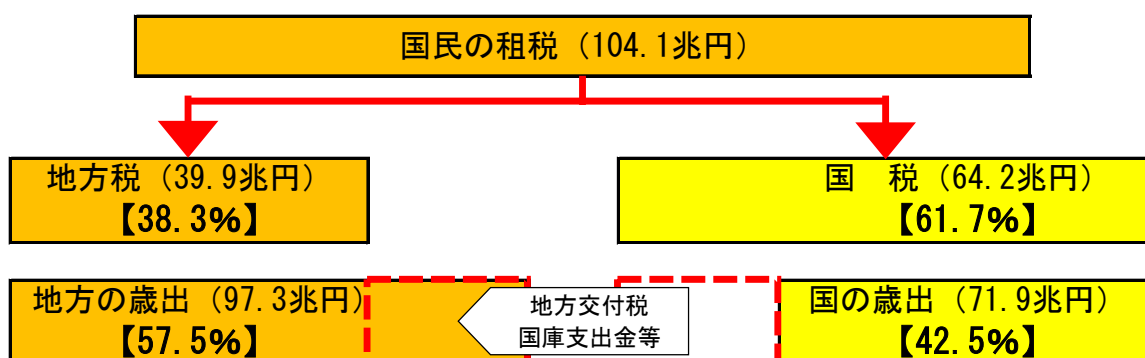 国民の租税（104.1兆円）
地方税（39.9兆円）
【38.3%】
国　税（64.2兆円）
【61.7%】
地方の歳出（97.3兆円）
【57.5%】
地方交付税
国庫支出金等
国の歳出（71.9兆円）
【42.5%】